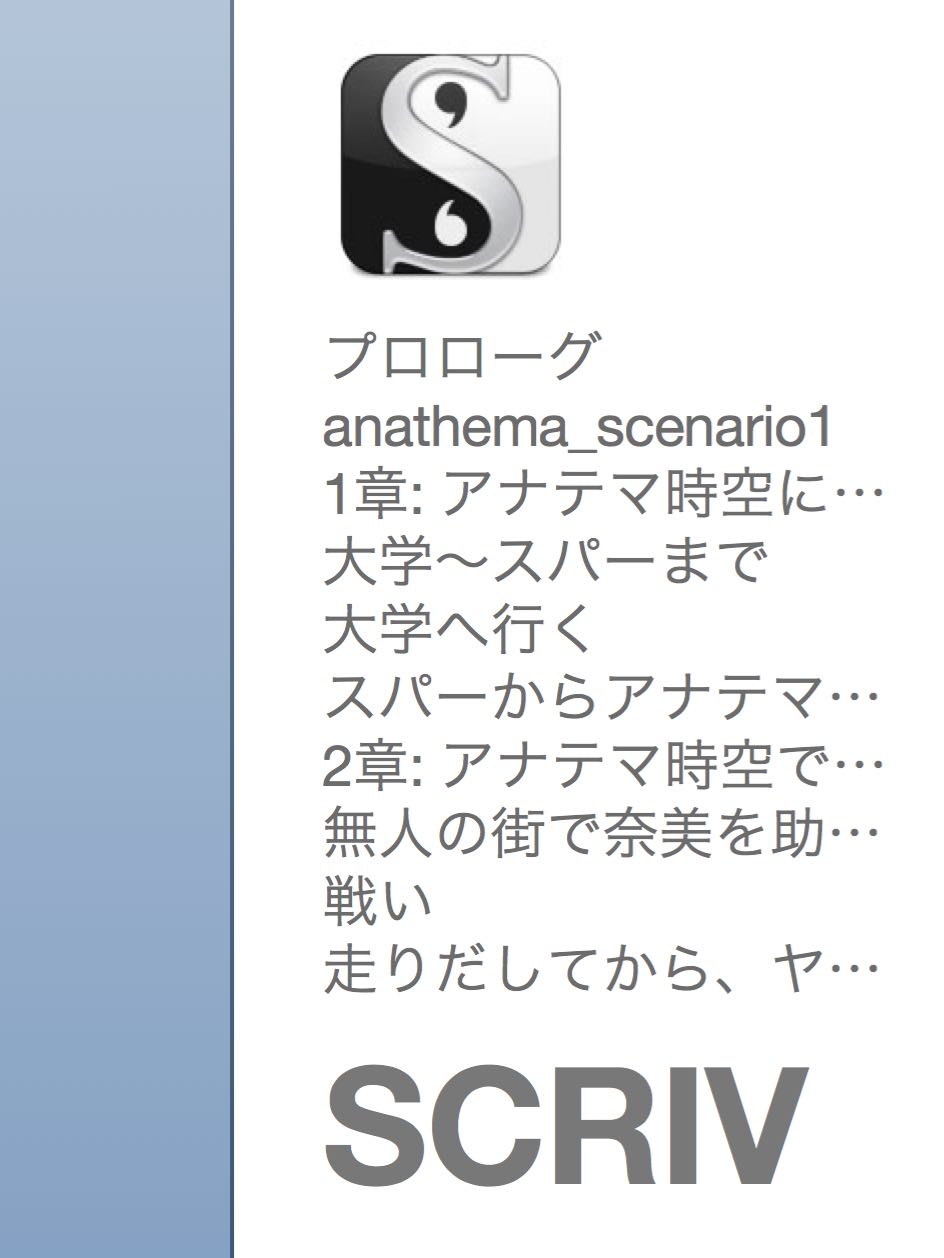 プロローグ
anathema_scenario1
1章: アナテマ時空に…
大学〜スパーまで
大学へ行く
スパーからアナテマ…
2章: アナテマ時空で…
無人の街で奈美を助…
戦い
走りだしてから、ヤ…
SCRIV